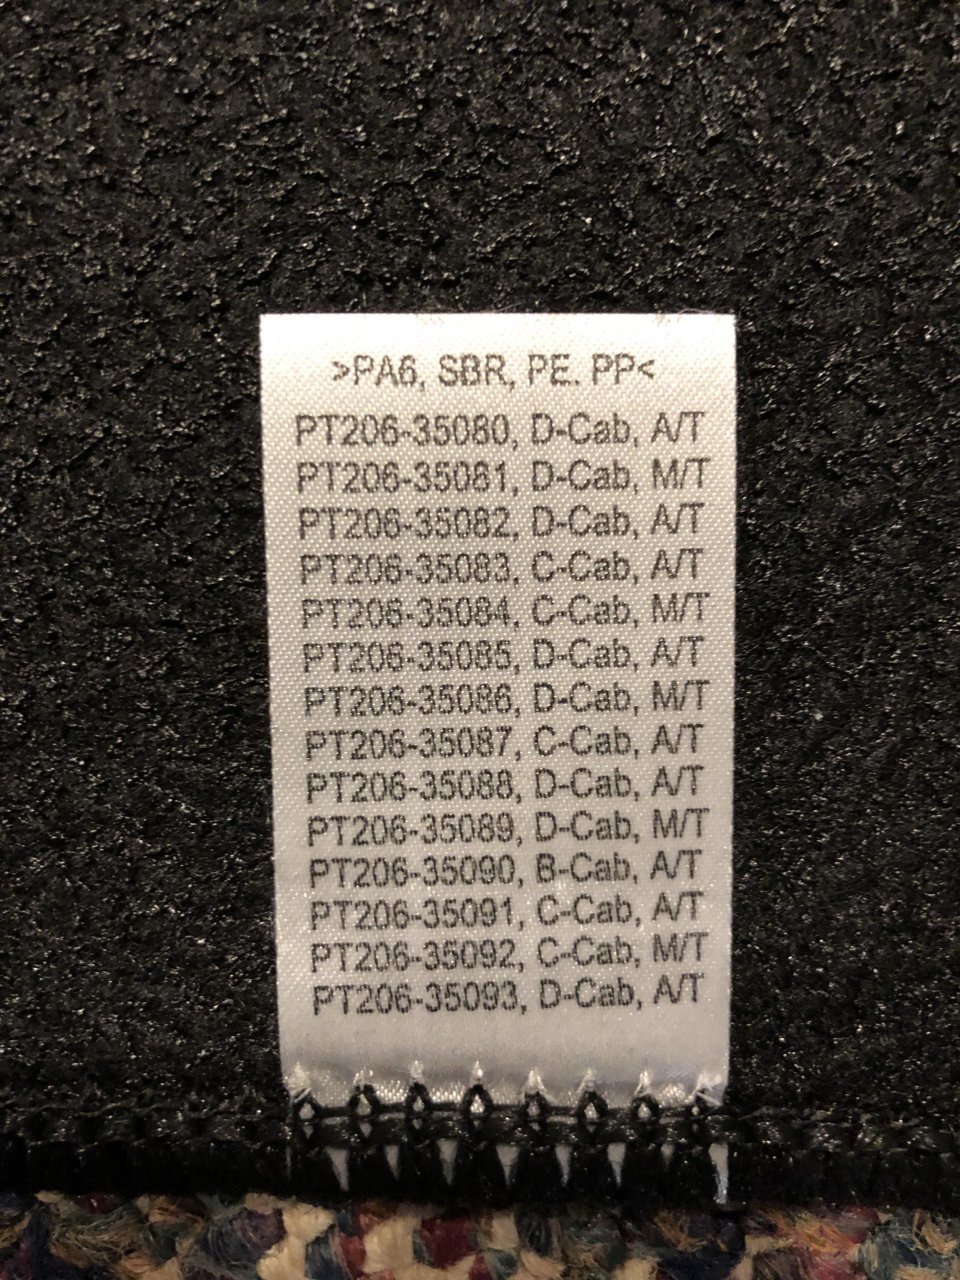 >PA6, SBR, PE. PP<
PT206-35080, D-Cab, A/T
PT206-35081, D-Cab, M/T
PT206-35082, D-Cab, A/T
PT206-35083, C-Cab, A/T
PT206-35084, C-Cab, M/T
PT206-35085, D-Cab, A/T
PT206-35086, D-Cab, M/T
PT206-35087, C-Cab, A/T
PT206-35088, D-Cab, A/T
PT206-35089, D-Cab, M/T
PT206-35090, B-Cab, A/T
PT206-35091, C-Cab, A/T
PT206-35092, C-Cab, M/T
PT206-35093, D-Cab, A/T